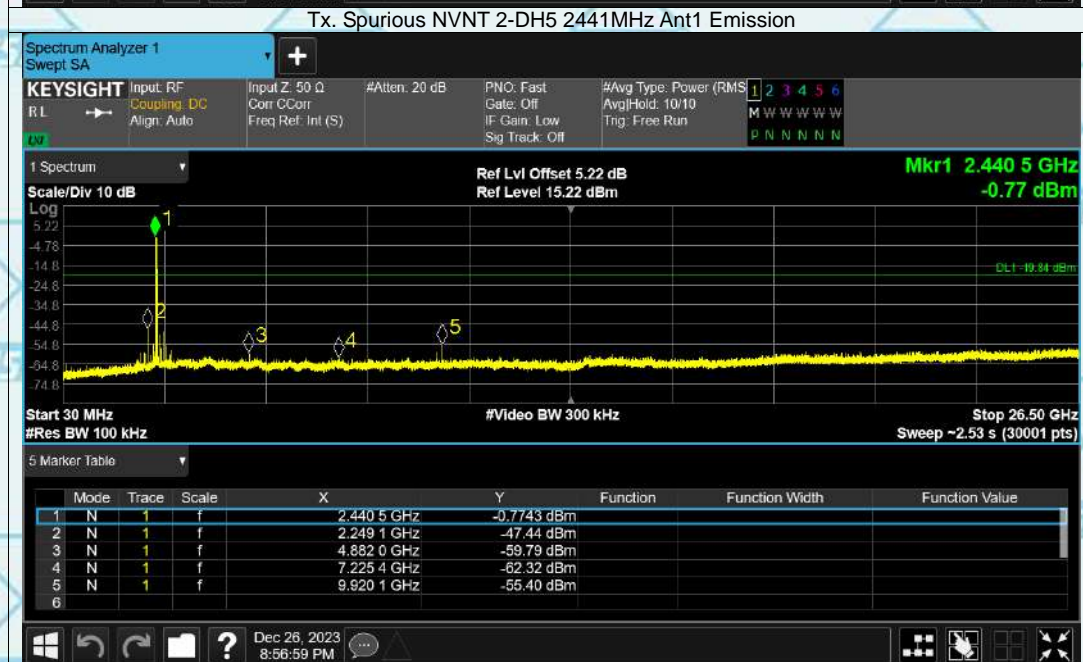 Tx. Spurious NVNT 2-DH5 2441MHz Ant1 Emission
Spectrum Analyzer 1
Swept SA
+
KEYSIGHT Input: RF Input Z: 50 Ω #Atten: 20 dB PNO: Fast #Avg Type: Power (RMS 1 2 3 4 5 6
R L Coupling: DC Corr CCorr Gate: Off Avg|Hold: 10/10 M W W W W W
Align: Auto Freq Ref: Int (S) IF Gain: Low Trig: Free Run
Sig Track: Off P N N N N N
LXI
1 Spectrum Ref Lvl Offset 5.22 dB Mkr1 2.440 5 GHz
Scale/Div 10 dB Ref Level 15.22 dBm -0.77 dBm
Log
5.22
-4.78
-14.8
-24.8
-34.8
-44.8
-54.8
-64.8
-74.8
1
DL1 -19.84 dBm
2
3
4
5
Start 30 MHz #Video BW 300 kHz Stop 26.50 GHz
#Res BW 100 kHz Sweep ~2.53 s (30001 pts)
5 Marker Table
Mode Trace Scale X Y Function Function Width Function Value
1 N 1 f 2.440 5 GHz -0.7743 dBm
2 N 1 f 2.249 1 GHz -47.44 dBm
3 N 1 f 4.882 0 GHz -59.79 dBm
4 N 1 f 7.225 4 GHz -62.32 dBm
5 N 1 f 9.920 1 GHz -55.40 dBm
6
? Dec 26, 2023
8:56:59 PM